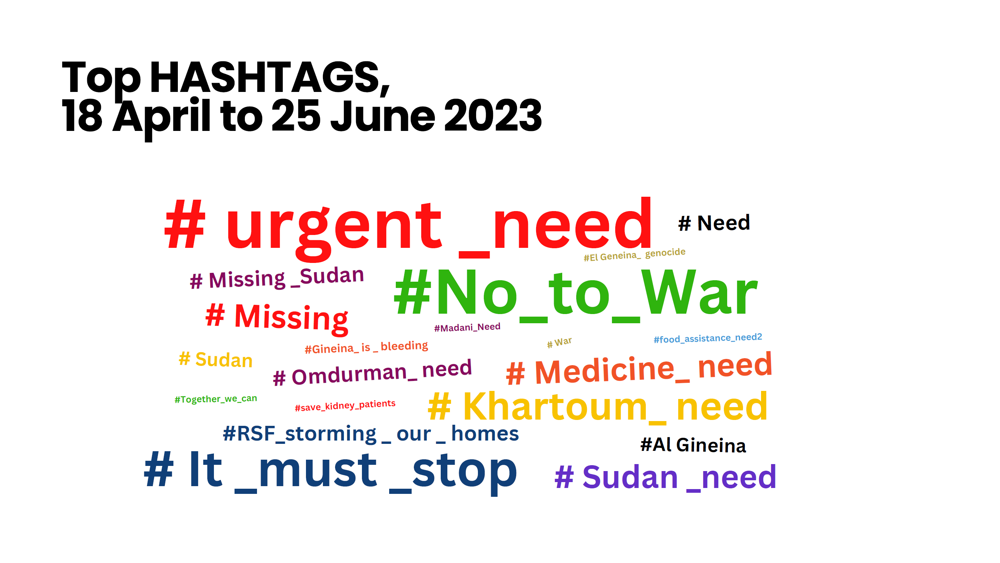 Top HASHTAGS,
18 April to 25 June 2023
# urgent _need
# Need
#El Geneina_ genocide
# Missing _Sudan
#No_to_War
# Missing
#Madani_Need
# War
#food_assistance_need2
#Gineina_ is _ bleeding
# Sudan
# Omdurman_ need
# Medicine_ need
#Together_we_can
#save_kidney_patients
# Khartoum_ need
#RSF_storming _ our _ homes
#Al Gineina
# It _must _stop
# Sudan _need